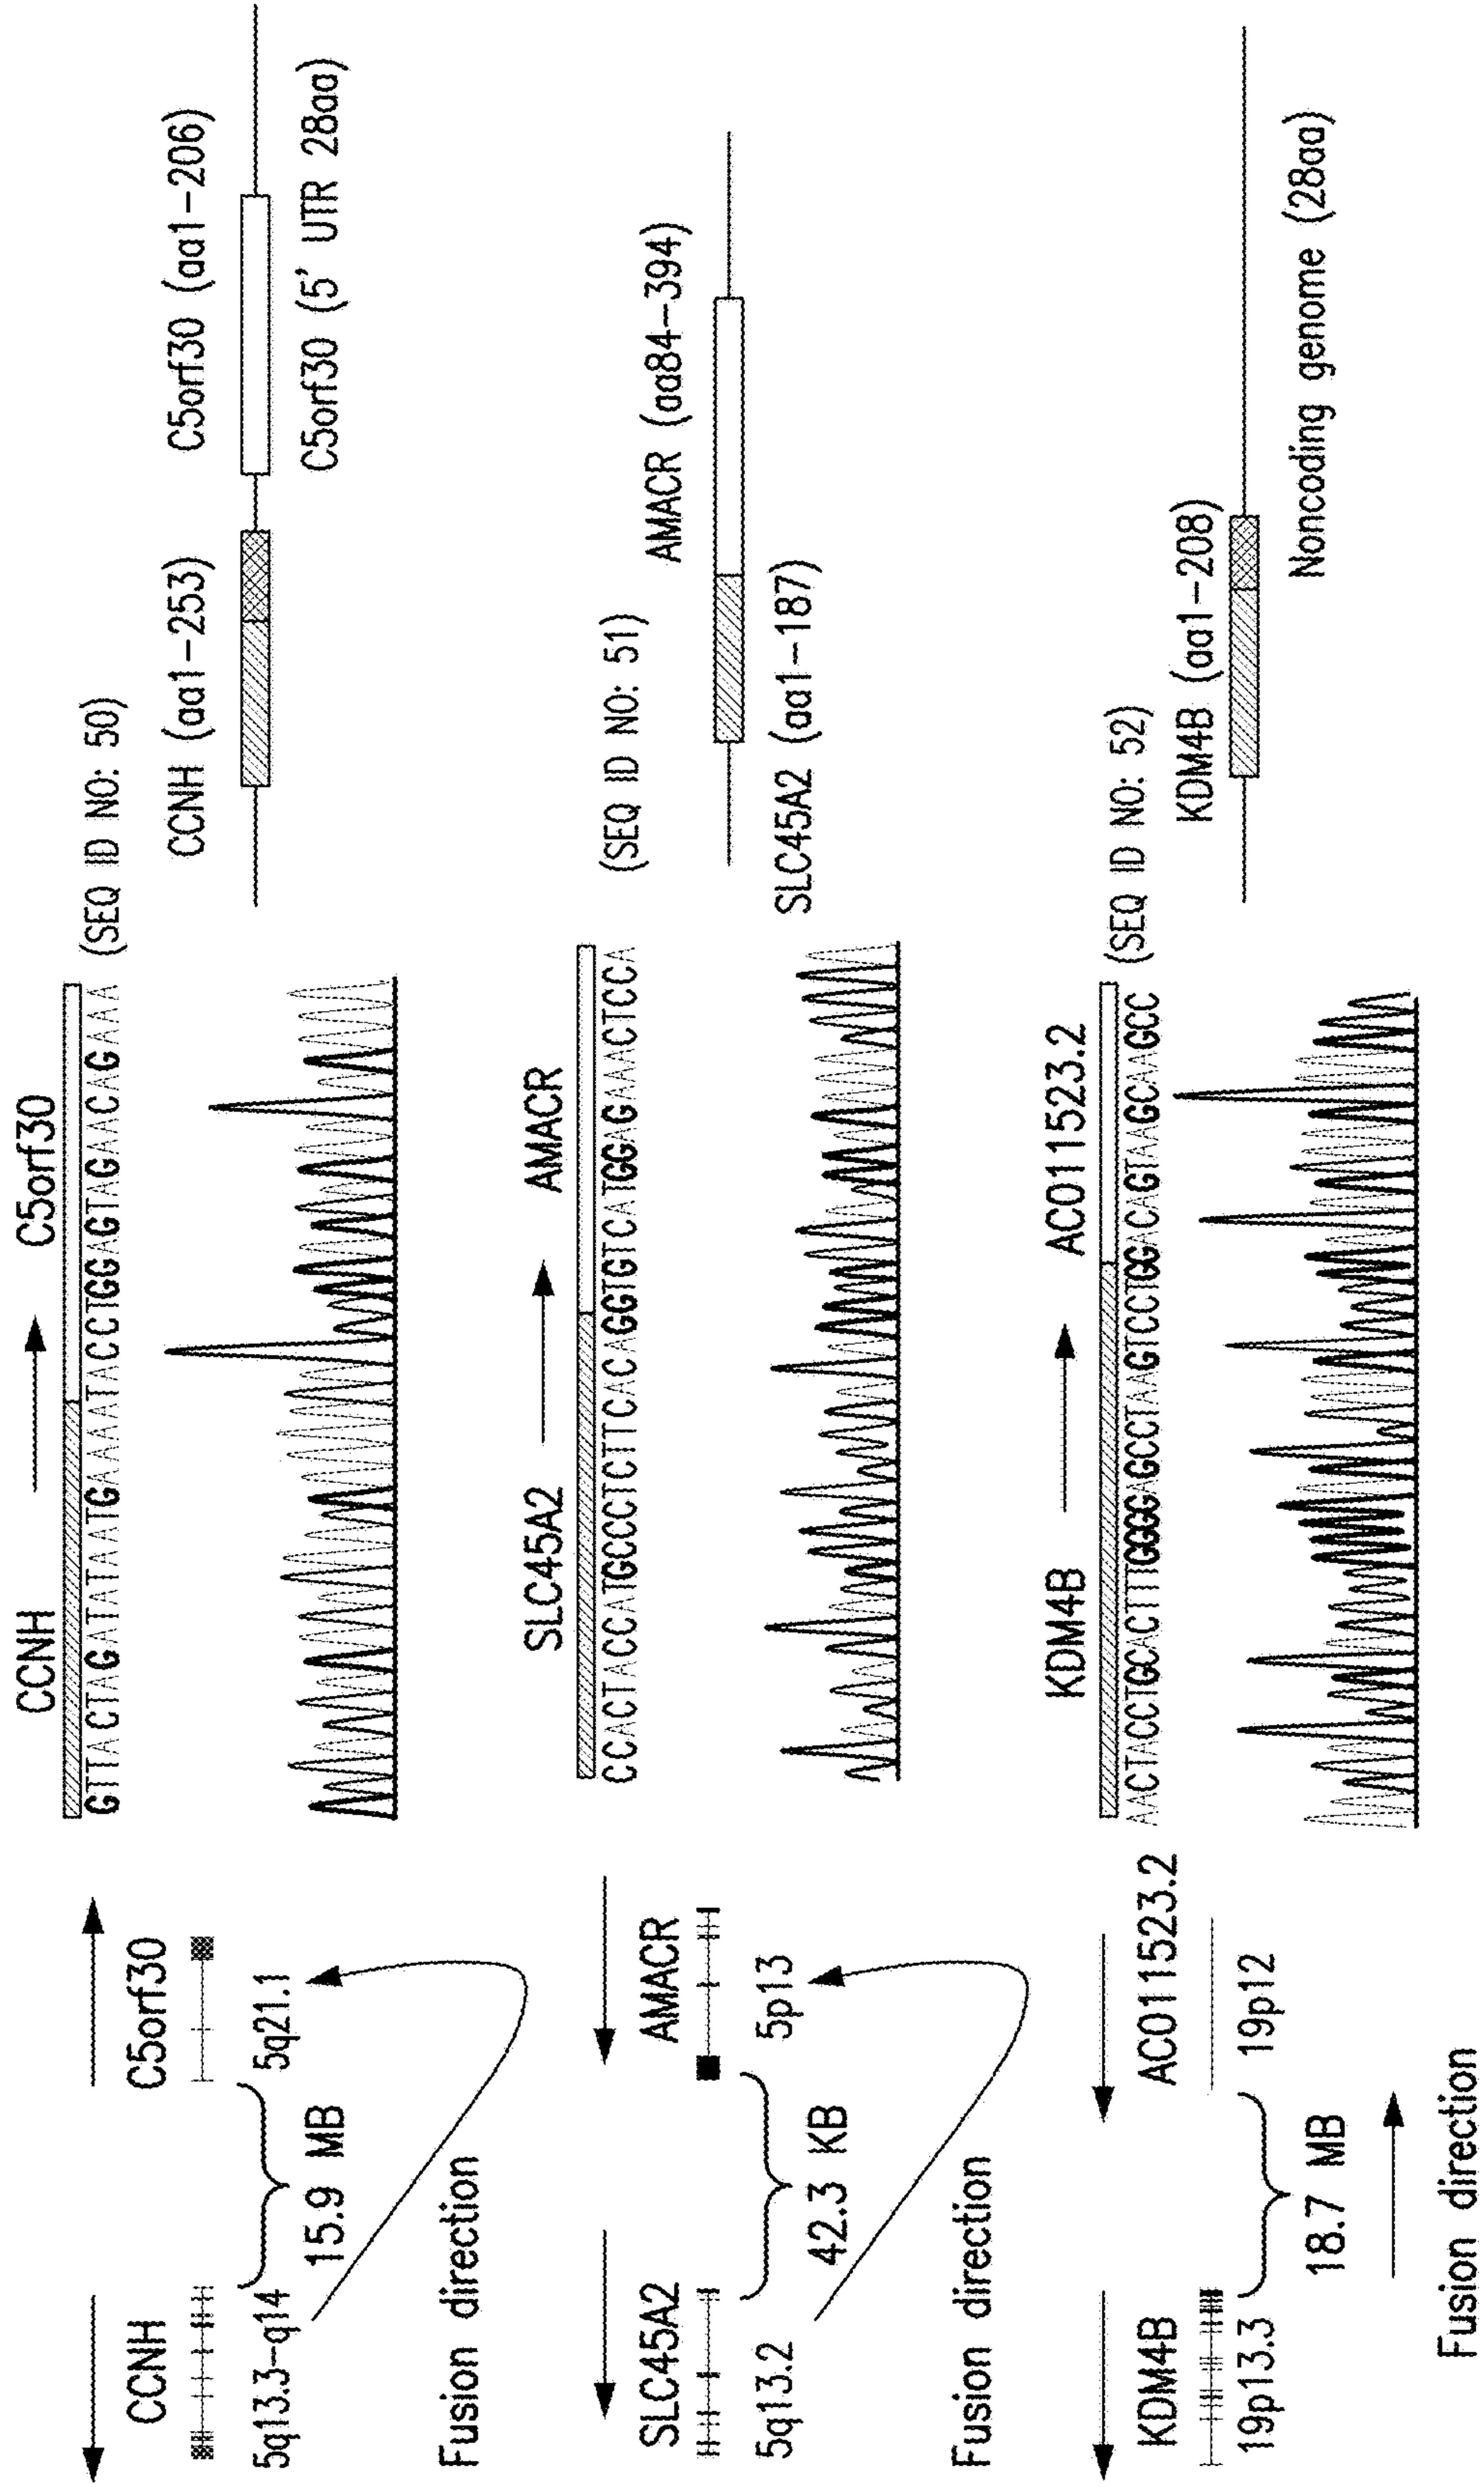 CCNH
C5orf30
5q13.3-q14
5q21.1
15.9 MB
Fusion direction
CCNH
C5orf30
GTTACTAGATATAATGAAAATACCTGGAGTAGAACAGAAA
(SEQ ID NO: 50)
CCNH (aa1-253)
C5orf30 (aa1-206)
C5orf30 (5' UTR 28aa)
SLC45A2
AMACR
5q13.2
5p13
42.3 KB
Fusion direction
SLC45A2
AMACR
CCACTACCATGCCCTCTTCACAGGTGTCATGGAGAAACTCCA
(SEQ ID NO: 51)
AMACR (aa84-394)
SLC45A2 (aa1-187)
KDM4B
AC011523.2
19p13.3
19p12
18.7 MB
Fusion direction
KDM4B
AC011523.2
AACTACCTGCACTTTGGGGAGCCTAAGTCCTGGACAGTAAGCAAGCC
(SEQ ID NO: 52)
KDM4B (aa1-208)
Noncoding genome (28aa)